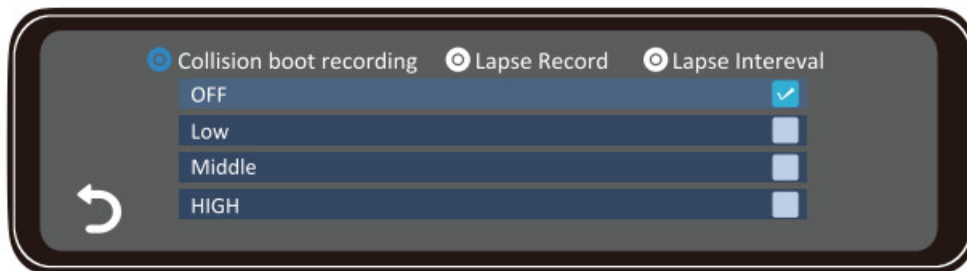 Collision boot recording Lapse Record Lapse Intereval
OFF
Low
Middle
HIGH